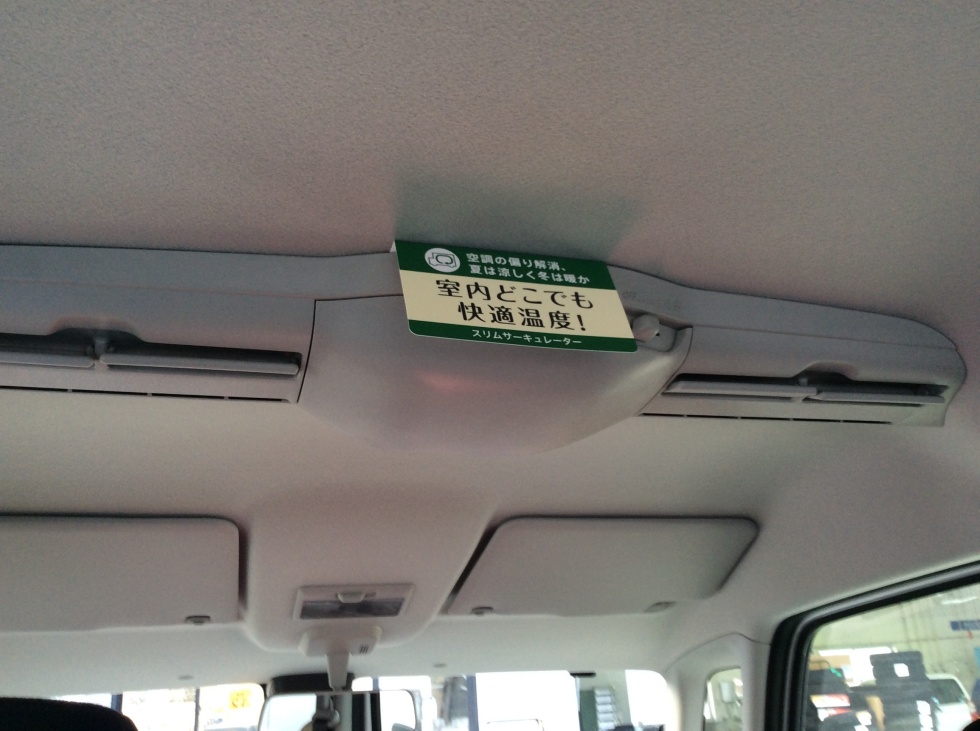 空調の偏り解消、
夏は涼しく冬は暖か
室内どこでも
快適温度!
スリムサーキュレーター